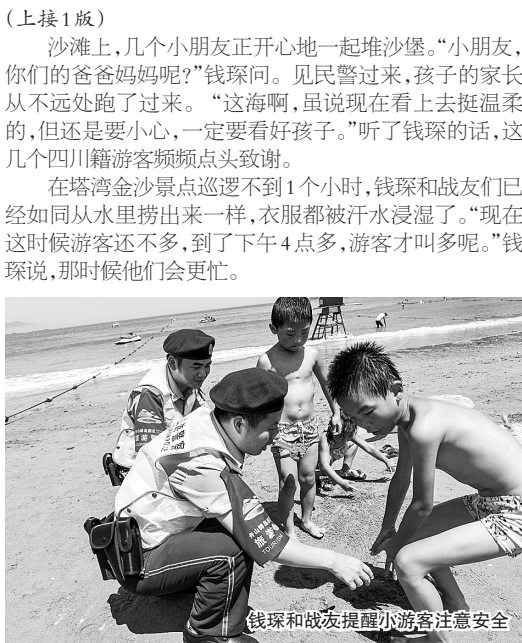 (上接1版)
沙滩上,几个小朋友正开心地一起堆沙堡。“小朋友,
你们的爸爸妈妈呢?”钱琛问。见民警过来,孩子的家长
从不远处跑了过来。“这海啊,虽说现在看上去挺温柔
的,但还是要小心,一定要看好孩子。”听了钱琛的话,这
几个四川籍游客频频点头致谢。
在塔湾金沙景点巡逻不到1个小时,钱琛和战友们已
经如同从水里捞出来一样,衣服都被汗水浸湿了。“现在
这时候游客还不多,到了下午4点多,游客才叫多呢。”钱
琛说,那时候他们会更忙。
旅游
TOURISM
钱琛和战友提醒小游客注意安全